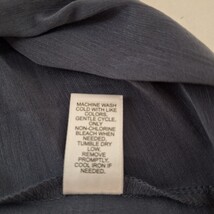 MACHINE WASH
COLD WITH LIKE
COLORS,
GENTLE CYCLE,
ONLY
NON-CHLORINE
BLEACH WHEN
NEEDED,
TUMBLE DRY
LOW.
REMOVE
PROMPTLY.
COOL IRON IF
NEEDED.